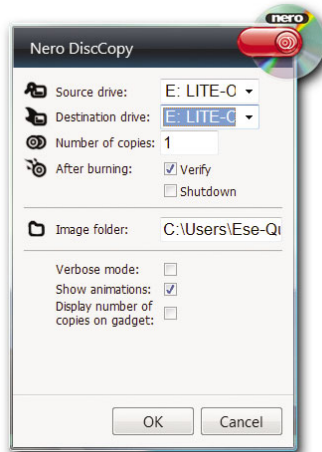 nero
Nero DiscCopy
Source drive: E: LITE-O
Destination drive: E: LITE-O
Number of copies: 1
After burning: Verify
Shutdown
Image folder: C:\Users\Ese-Qu
Verbose mode:
Show animations:
Display number of
copies on gadget:
OK Cancel